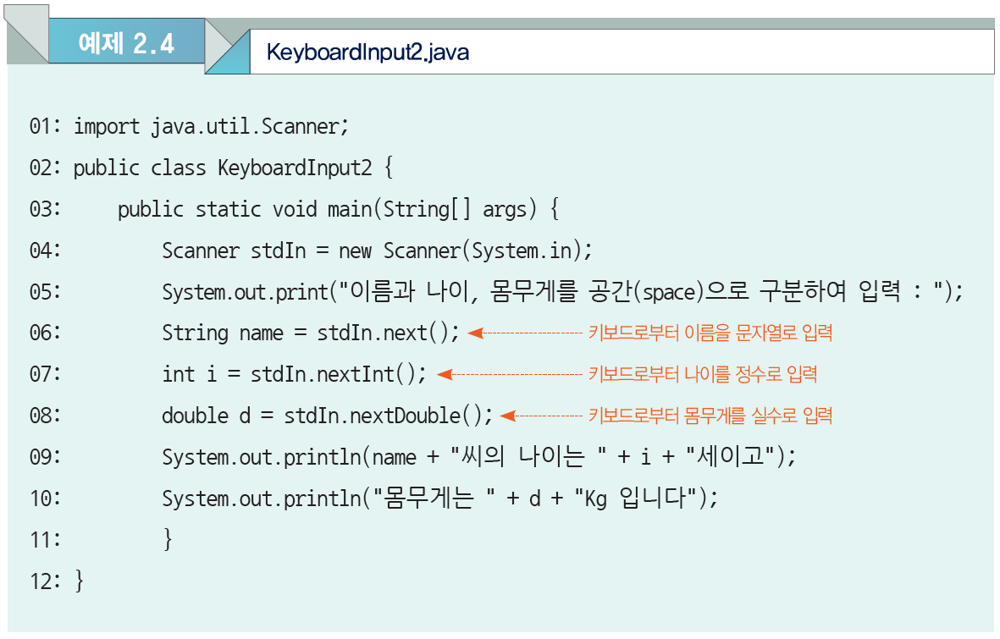 예제 2.4
KeyboardInput2.java
01: import java.util.Scanner;
02: public class KeyboardInput2 {
03:     public static void main(String[] args) {
04:         Scanner stdIn = new Scanner(System.in);
05:         System.out.print("이름과 나이, 몸무게를 공간(space)으로 구분하여 입력 : ");
06:         String name = stdIn.next(); 키보드로부터 이름을 문자열로 입력
07:         int i = stdIn.nextInt(); 키보드로부터 나이를 정수로 입력
08:         double d = stdIn.nextDouble(); 키보드로부터 몸무게를 실수로 입력
09:         System.out.println(name + "씨의 나이는 " + i + "세이고");
10:         System.out.println("몸무게는 " + d + "Kg 입니다");
11:         }
12: }